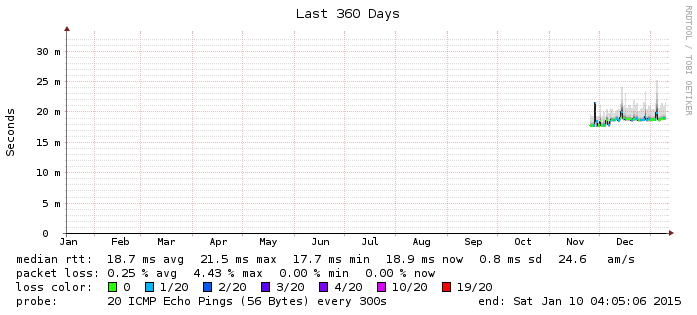 Last 360 Days
RRDTOOL / TOBI OETIKER
Seconds
30 m
25 m
20 m
15 m
10 m
5 m
0
Jan Feb Mar Apr May Jun Jul Aug Sep Oct Nov Dec
median rtt: 18.7 ms avg 21.5 ms max 17.7 ms min 18.9 ms now 0.8 ms sd 24.6 am/s
packet loss: 0.25 % avg 4.43 % max 0.00 % min 0.00 % now
loss color: 0 1/20 2/20 3/20 4/20 10/20 19/20
probe: 20 ICMP Echo Pings (56 Bytes) every 300s end: Sat Jan 10 04:05:06 2015